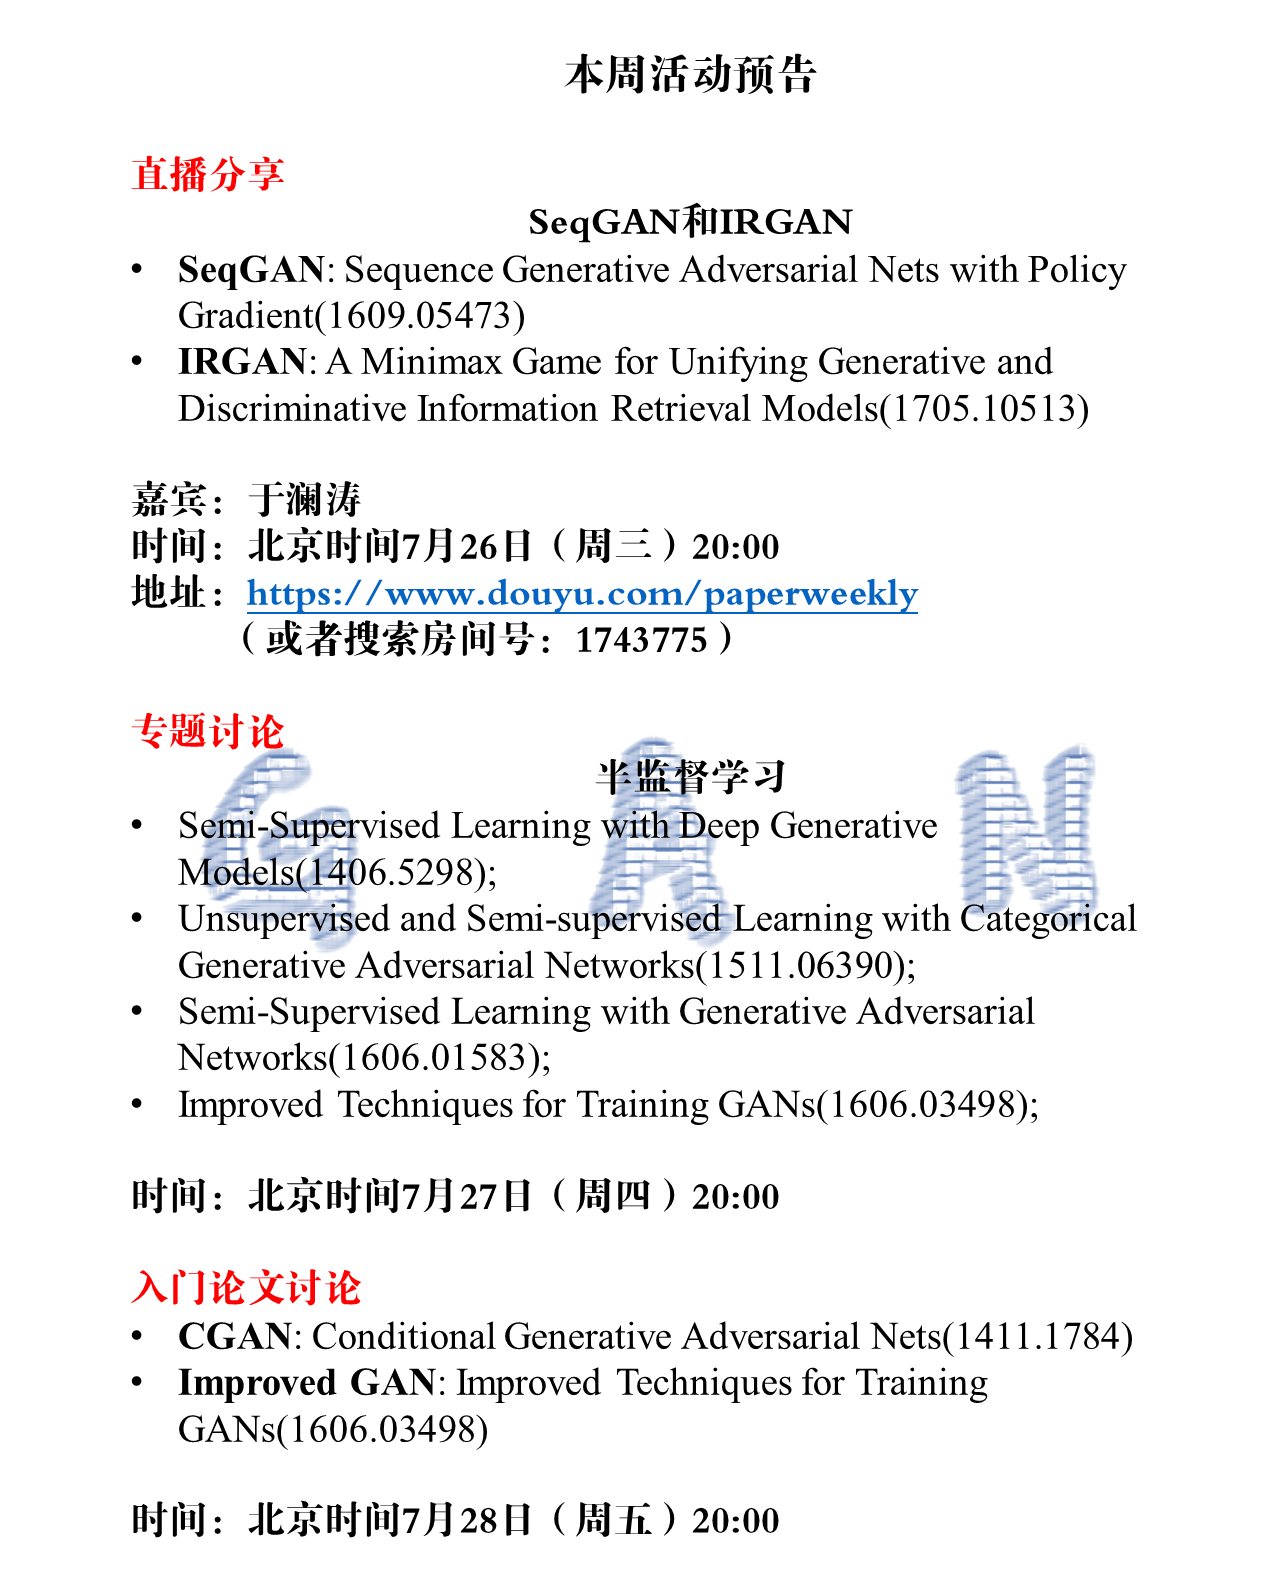 本周活动预告
直播分享
SeqGAN和IRGAN
• SeqGAN: Sequence Generative Adversarial Nets with Policy
Gradient(1609.05473)
• IRGAN: A Minimax Game for Unifying Generative and
Discriminative Information Retrieval Models(1705.10513)
嘉宾：于澜涛
时间：北京时间7月26日（周三）20:00
地址：https://www.douyu.com/paperweekly
（或者搜索房间号：1743775）
专题讨论
GAN
半监督学习
• Semi-Supervised Learning with Deep Generative
Models(1406.5298);
• Unsupervised and Semi-supervised Learning with Categorical
Generative Adversarial Networks(1511.06390);
• Semi-Supervised Learning with Generative Adversarial
Networks(1606.01583);
• Improved Techniques for Training GANs(1606.03498);
时间：北京时间7月27日（周四）20:00
入门论文讨论
• CGAN: Conditional Generative Adversarial Nets(1411.1784)
• Improved GAN: Improved Techniques for Training
GANs(1606.03498)
时间：北京时间7月28日（周五）20:00